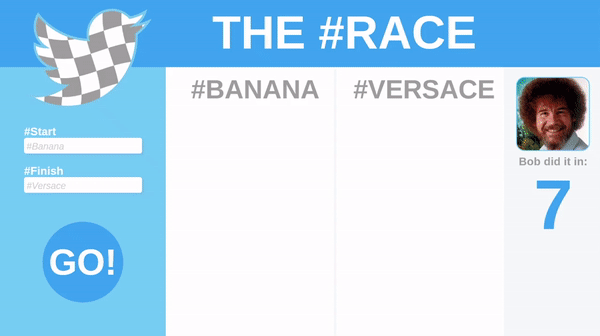 THE #RACE
#Start
#Banana
#Finish
#Versace
GO!
#BANANA
#VERSACE
Bob did it in:
7